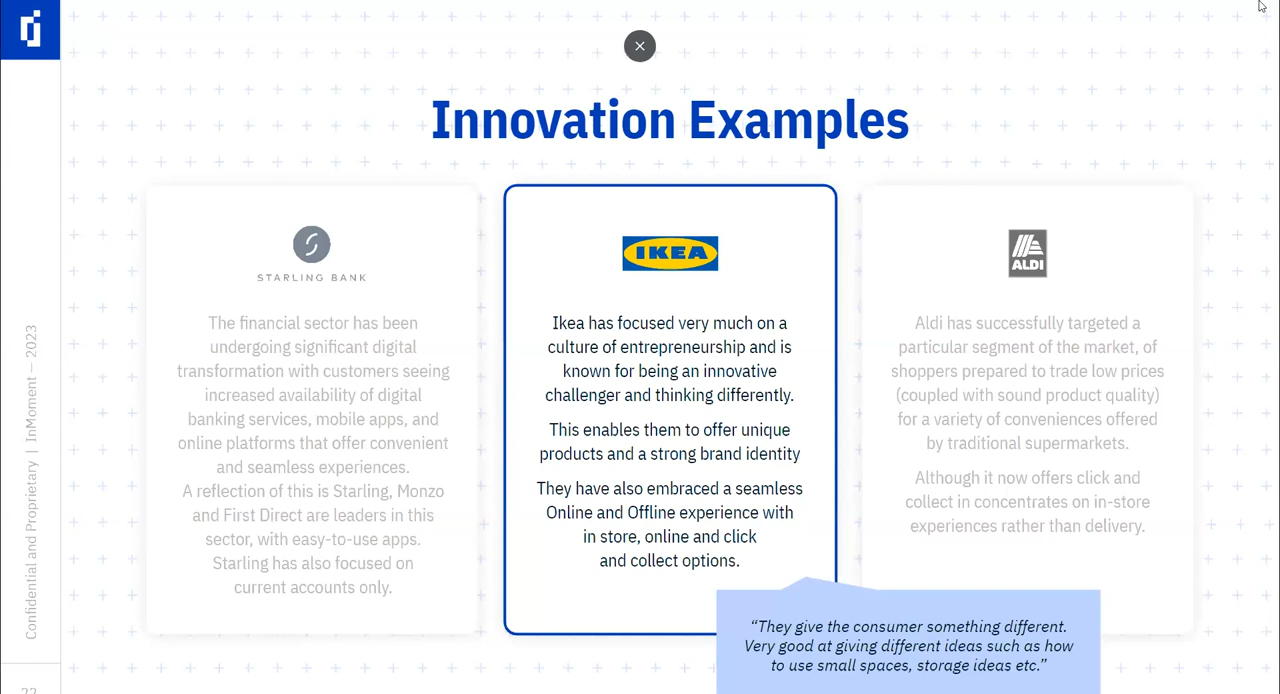 Innovation Examples
STARLING BANK
The financial sector has been
undergoing significant digital
transformation with customers seeing
increased availability of digital
banking services, mobile apps, and
online platforms that offer convenient
and seamless experiences.
A reflection of this is Starling, Monzo
and First Direct are leaders in this
sector, with easy-to-use apps.
Starling has also focused on
current accounts only.
IKEA
Ikea has focused very much on a
culture of entrepreneurship and is
known for being an innovative
challenger and thinking differently.
This enables them to offer unique
products and a strong brand identity
They have also embraced a seamless
Online and Offline experience with
in store, online and click
and collect options.
“They give the consumer something different.
Very good at giving different ideas such as how
to use small spaces, storage ideas etc.”
ALDI
Aldi has successfully targeted a
particular segment of the market, of
shoppers prepared to trade low prices
(coupled with sound product quality)
for a variety of conveniences offered
by traditional supermarkets.
Although it now offers click and
collect in concentrates on in-store
experiences rather than delivery.
Confidential and Proprietary | InMoment — 2023
22